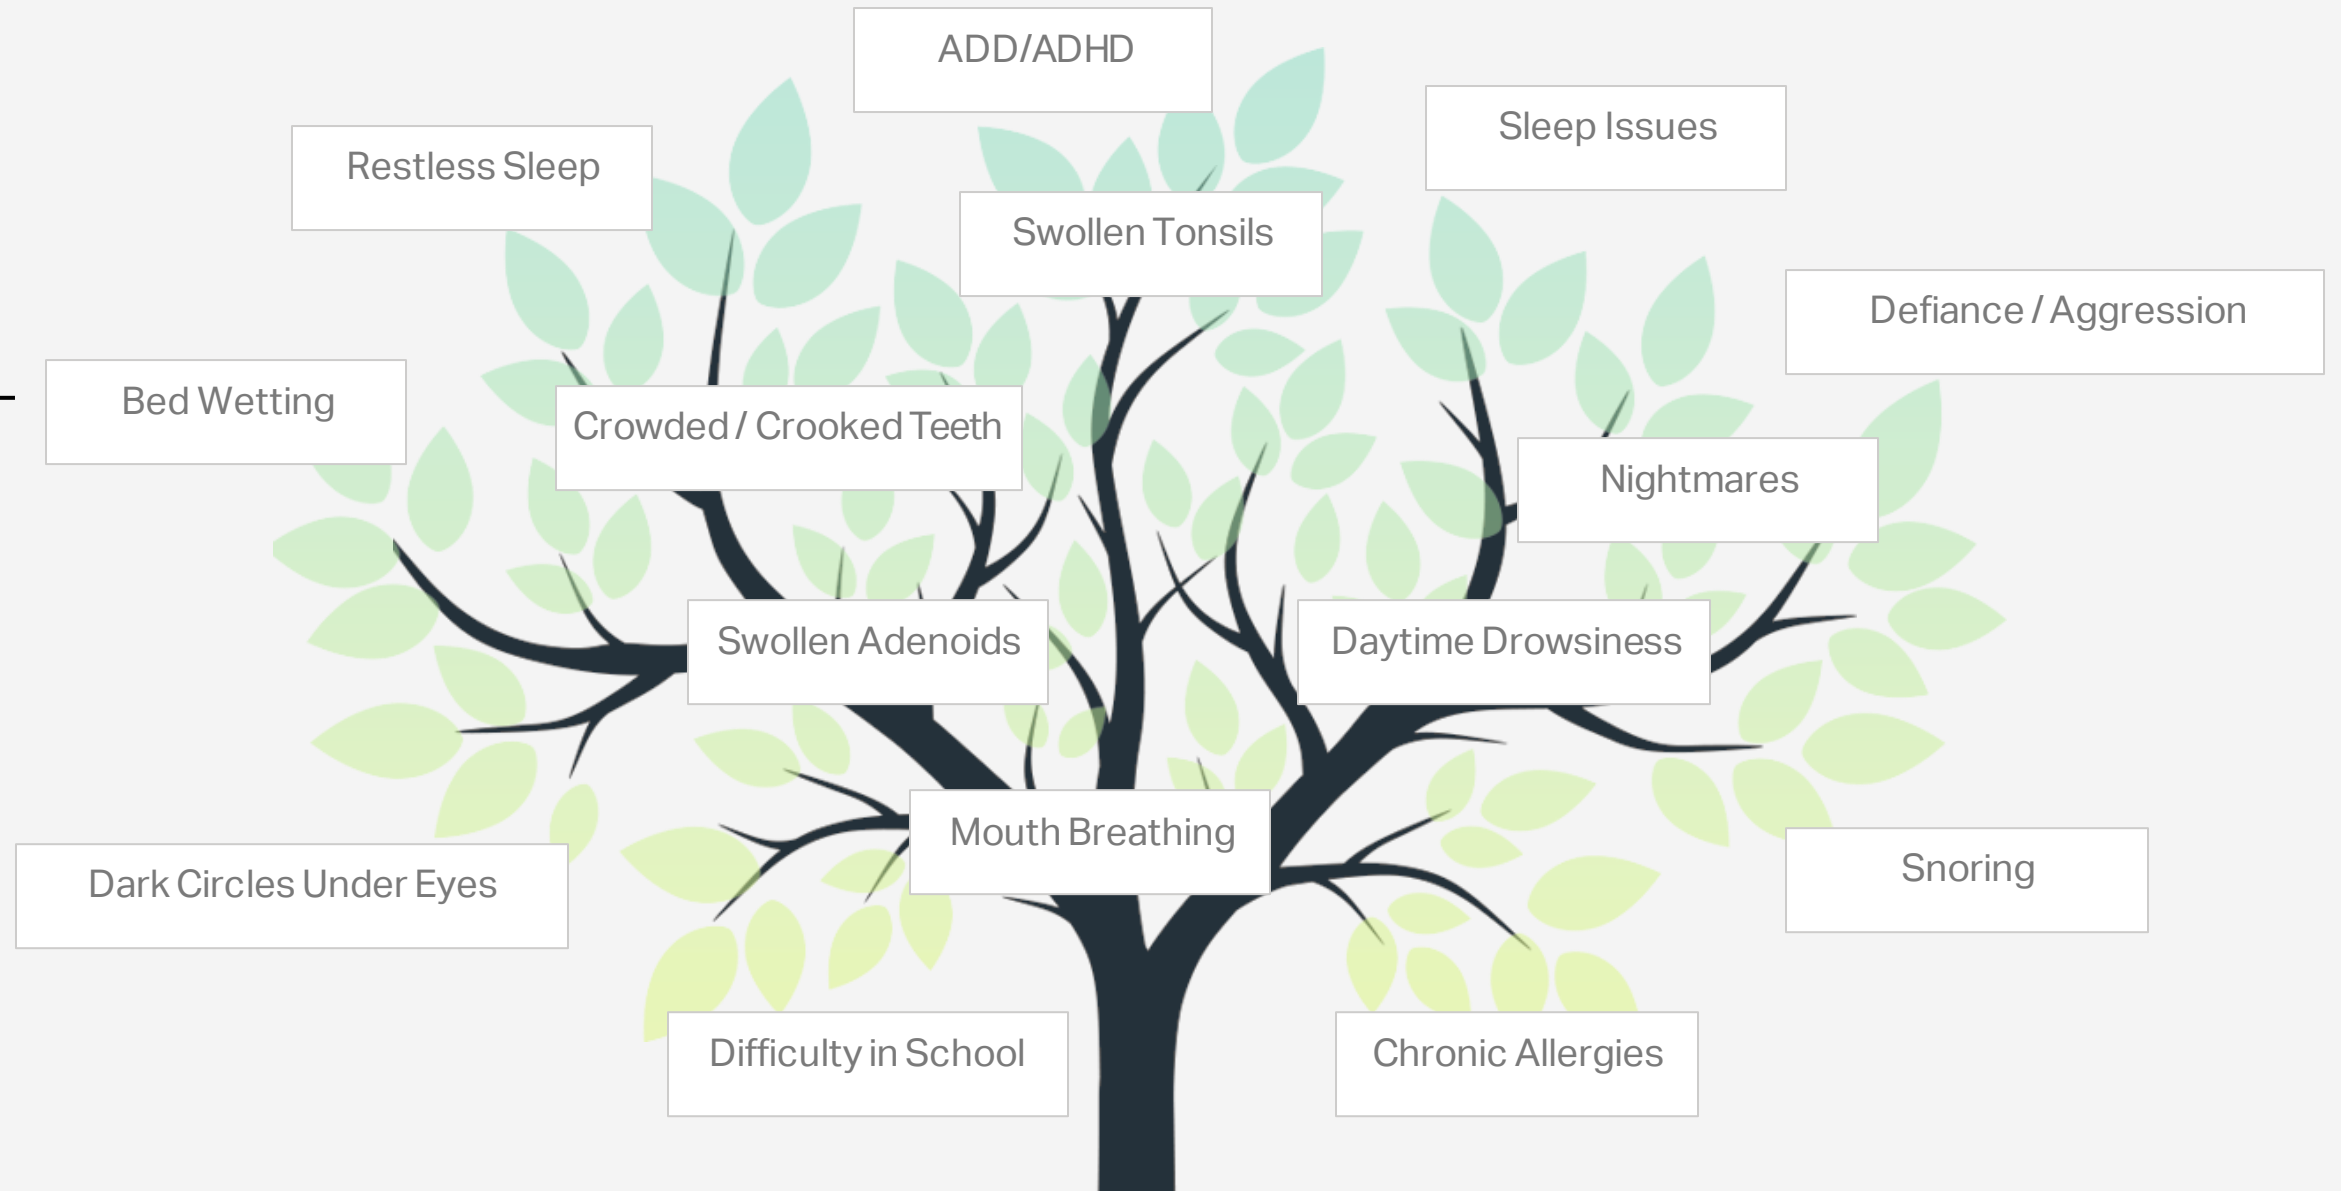 ADD/ADHD
Sleep Issues
Restless Sleep
Swollen Tonsils
Defiance / Aggression
Bed Wetting
Crowded / Crooked Teeth
Nightmares
Swollen Adenoids
Daytime Drowsiness
Mouth Breathing
Snoring
Dark Circles Under Eyes
Difficulty in School
Chronic Allergies